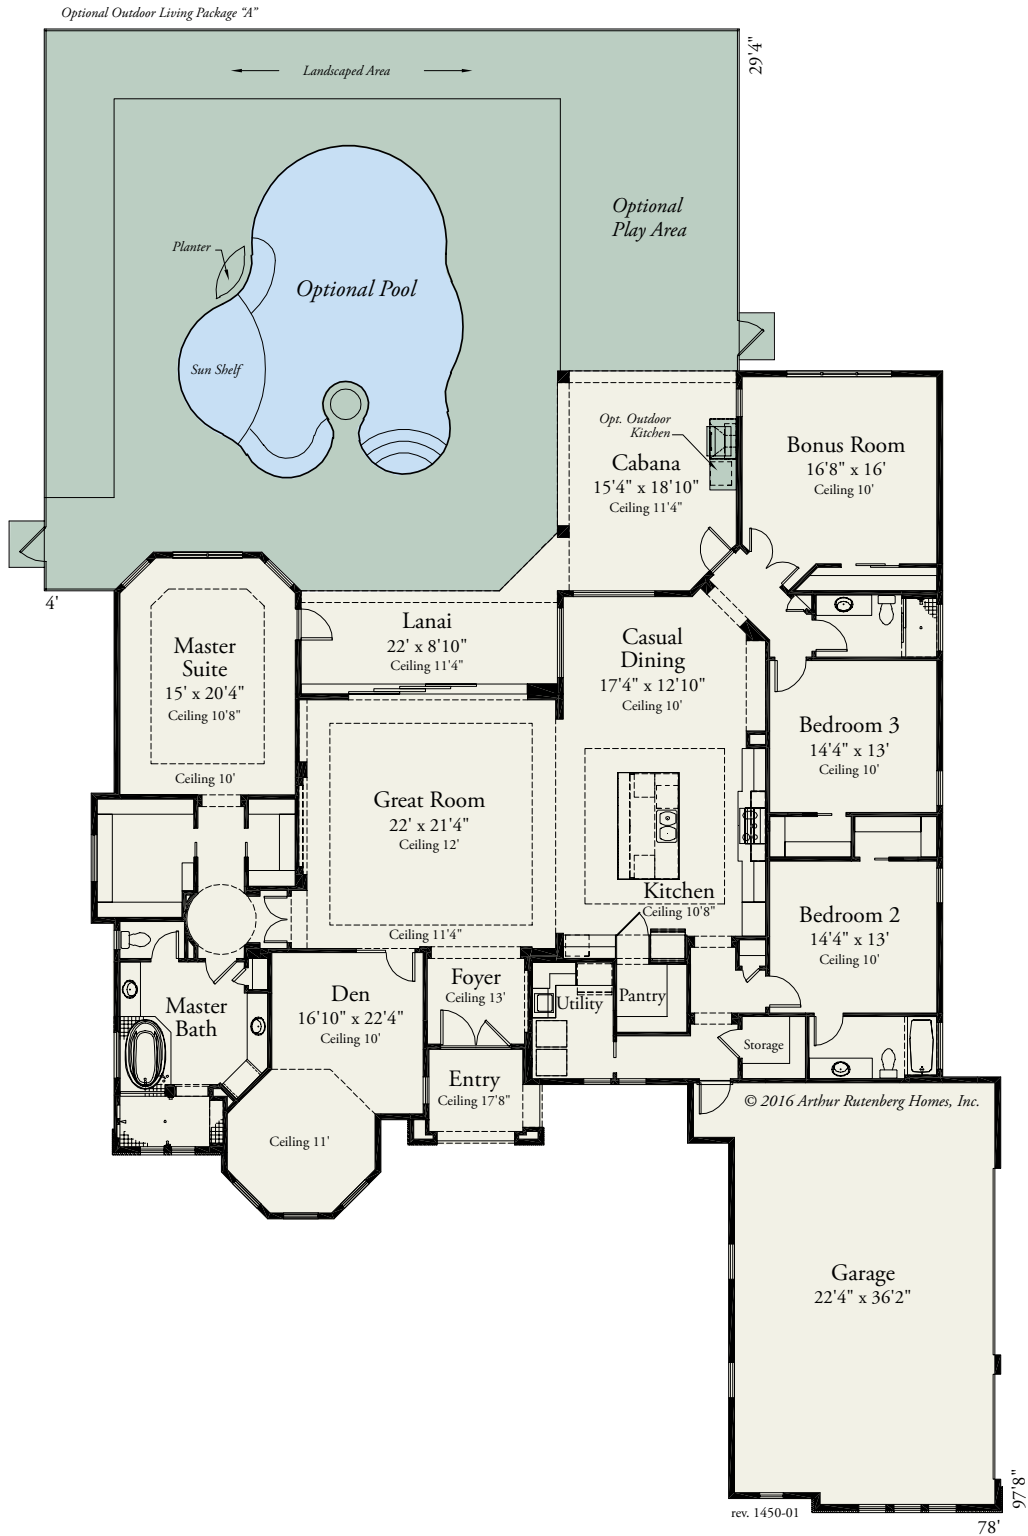 Optional Outdoor Living Package “A”
29'4"
Landscaped Area
Optional
Play Area
Planter
Optional Pool
Sun Shelf
Opt. Outdoor
Kitchen
Cabana
15'4" x 18'10"
Ceiling 11'4"
Bonus Room
16'8" x 16'
Ceiling 10'
4'
Master
Suite
15' x 20'4"
Ceiling 10'8"
Ceiling 10'
Lanai
22' x 8'10"
Ceiling 11'4"
Casual
Dining
17'4" x 12'10"
Ceiling 10'
Bedroom 3
14'4" x 13'
Ceiling 10'
Great Room
22' x 21'4"
Ceiling 12'
Ceiling 11'4"
Kitchen
Ceiling 10'8"
Bedroom 2
14'4" x 13'
Ceiling 10'
Master
Bath
Den
16'10" x 22'4"
Ceiling 10'
Ceiling 11'
Foyer
Ceiling 13'
Utility
Pantry
Storage
Entry
Ceiling 17'8"
© 2016 Arthur Rutenberg Homes, Inc.
Garage
22'4" x 36'2"
97'8"
rev. 1450-01
78'